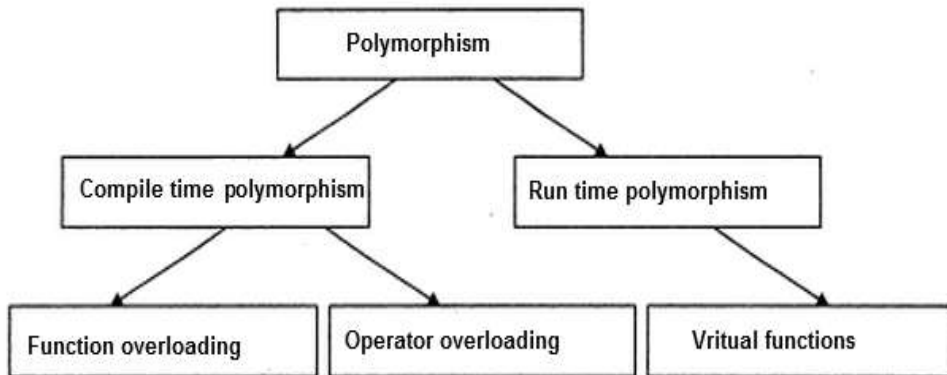 Polymorphism
Compile time polymorphism
Run time polymorphism
Function overloading
Operator overloading
Vritual functions